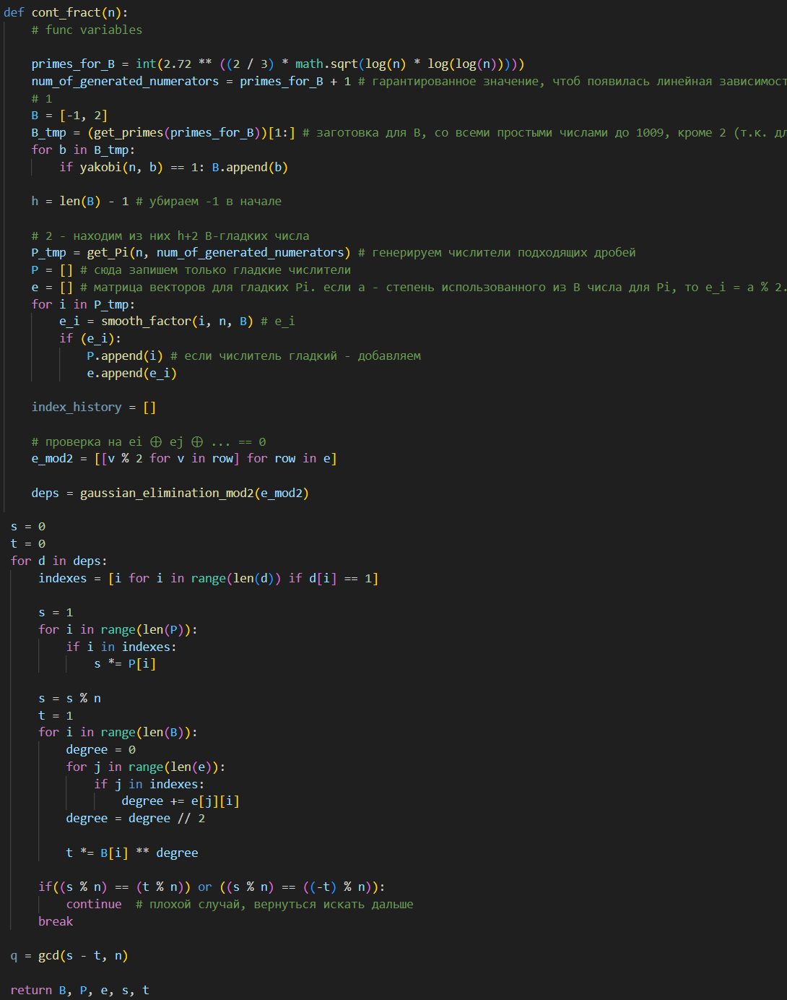 def cont_fract(n):
# func variables
primes_for_B = int(2.72 ** ((2 / 3) * math.sqrt(log(n) * log(log(n)))))
num_of_generated_numerators = primes_for_B + 1 # гарантированное значение, чтоб появилась линейная зависимост
# 1
B = [-1, 2]
B_tmp = (get_primes(primes_for_B))[1:] # заготовка для B, со всеми простыми числами до 1009, кроме 2 (т.к. дл
for b in B_tmp:
if yakobi(n, b) == 1: B.append(b)
h = len(B) - 1 # убираем -1 в начале
# 2 - находим из них h+2 B-гладких числа
P_tmp = get_Pi(n, num_of_generated_numerators) # генерируем числители подходящих дробей
P = [] # сюда запишем только гладкие числители
e = [] # матрица векторов для гладких Pi. если a - степень использованного из B числа для Pi, то e_i = a % 2.
for i in P_tmp:
e_i = smooth_factor(i, n, B) # e_i
if (e_i):
P.append(i) # если числитель гладкий - добавляем
e.append(e_i)
index_history = []
# проверка на ei ⊕ ej ⊕ ... == 0
e_mod2 = [[v % 2 for v in row] for row in e]
deps = gaussian_elimination_mod2(e_mod2)
s = 0
t = 0
for d in deps:
indexes = [i for i in range(len(d)) if d[i] == 1]
s = 1
for i in range(len(P)):
if i in indexes:
s *= P[i]
s = s % n
t = 1
for i in range(len(B)):
degree = 0
for j in range(len(e)):
if j in indexes:
degree += e[j][i]
degree = degree // 2
t *= B[i] ** degree
if((s % n) == (t % n)) or ((s % n) == ((-t) % n)):
continue # плохой случай, вернуться искать дальше
break
q = gcd(s - t, n)
return B, P, e, s, t